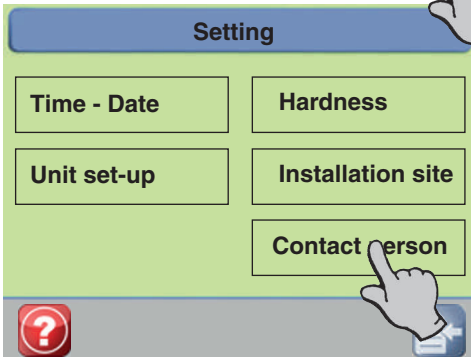 Setting
Time - Date
Hardness
Unit set-up
Installation site
Contact person
?